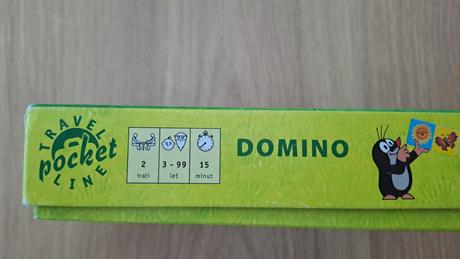 TRAVEL
pocket
LINE
2
hráči
3 - 99
let
15
minut
DOMINO